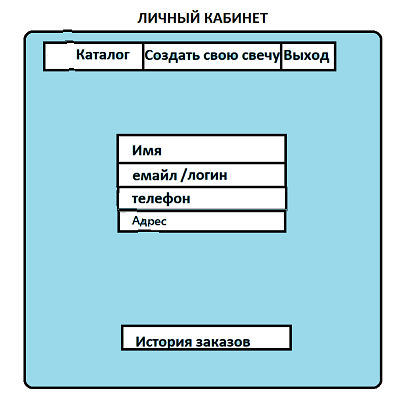 ЛИЧНЫЙ КАБИНЕТ
Каталог Создать свою свечу Выход
Имя
емайл /логин
телефон
Адрес
История заказов